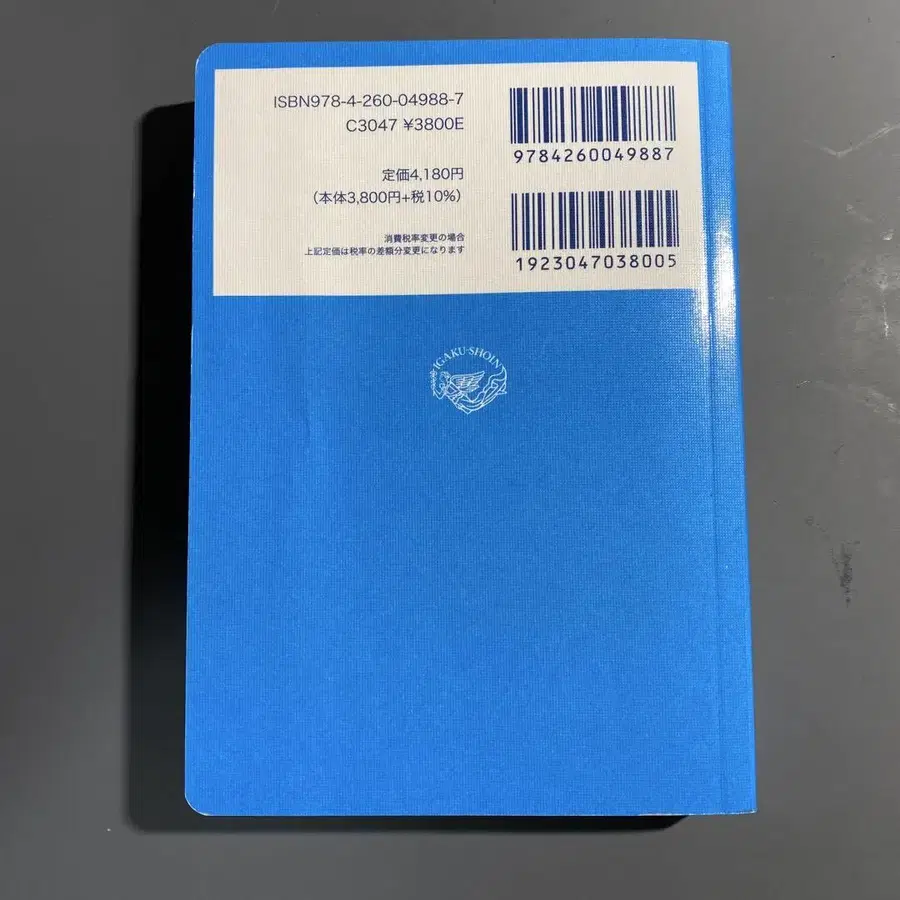 ISBN978-4-260-04988-7
C3047 ¥3800E
定価4,180円
(本体3,800円+税10%)
消費税率変更の場合
上記定価は税率の差額分変更になります
9784260049887
1923047038005
IGAKU-SHOIN